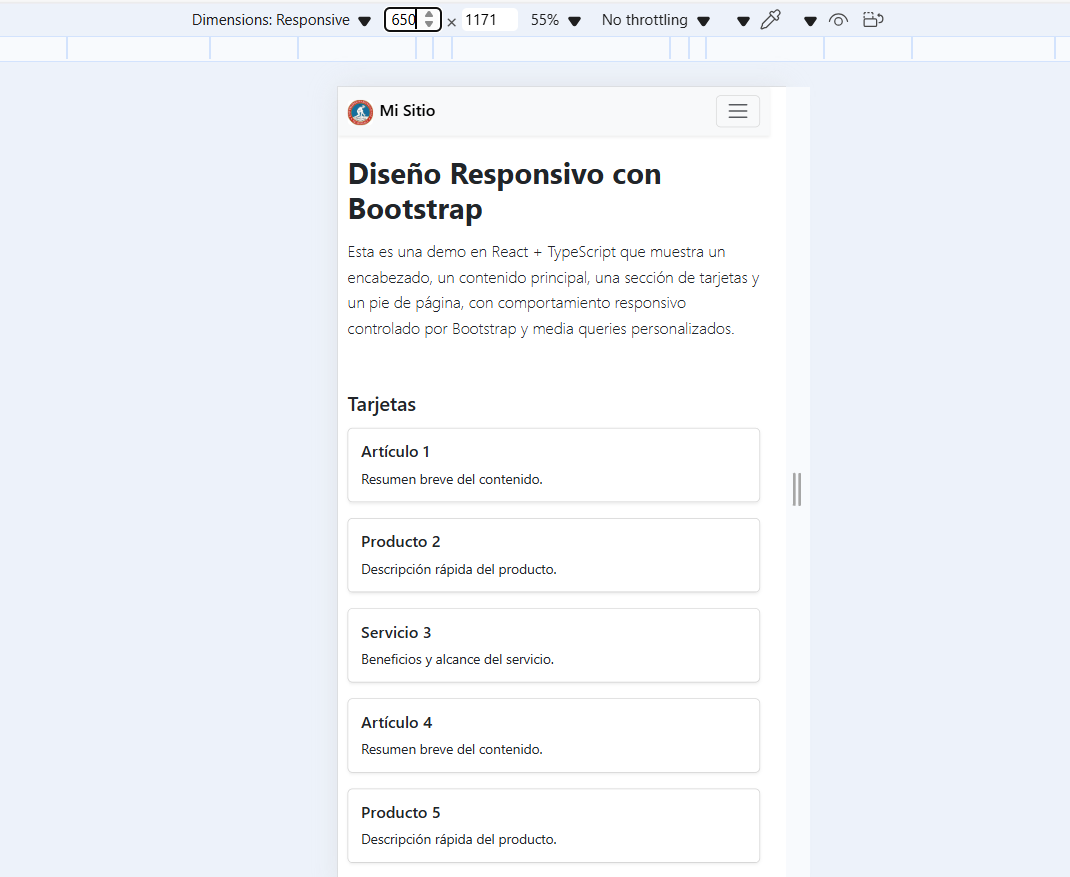 Dimensions: Responsive 650 × 1171 55% No throttling
Mi Sitio
Diseño Responsivo con
Bootstrap
Esta es una demo en React + TypeScript que muestra un
encabezado, un contenido principal, una sección de tarjetas y
un pie de página, con comportamiento responsivo
controlado por Bootstrap y media queries personalizados.
Tarjetas
Artículo 1
Resumen breve del contenido.
Producto 2
Descripción rápida del producto.
Servicio 3
Beneficios y alcance del servicio.
Artículo 4
Resumen breve del contenido.
Producto 5
Descripción rápida del producto.